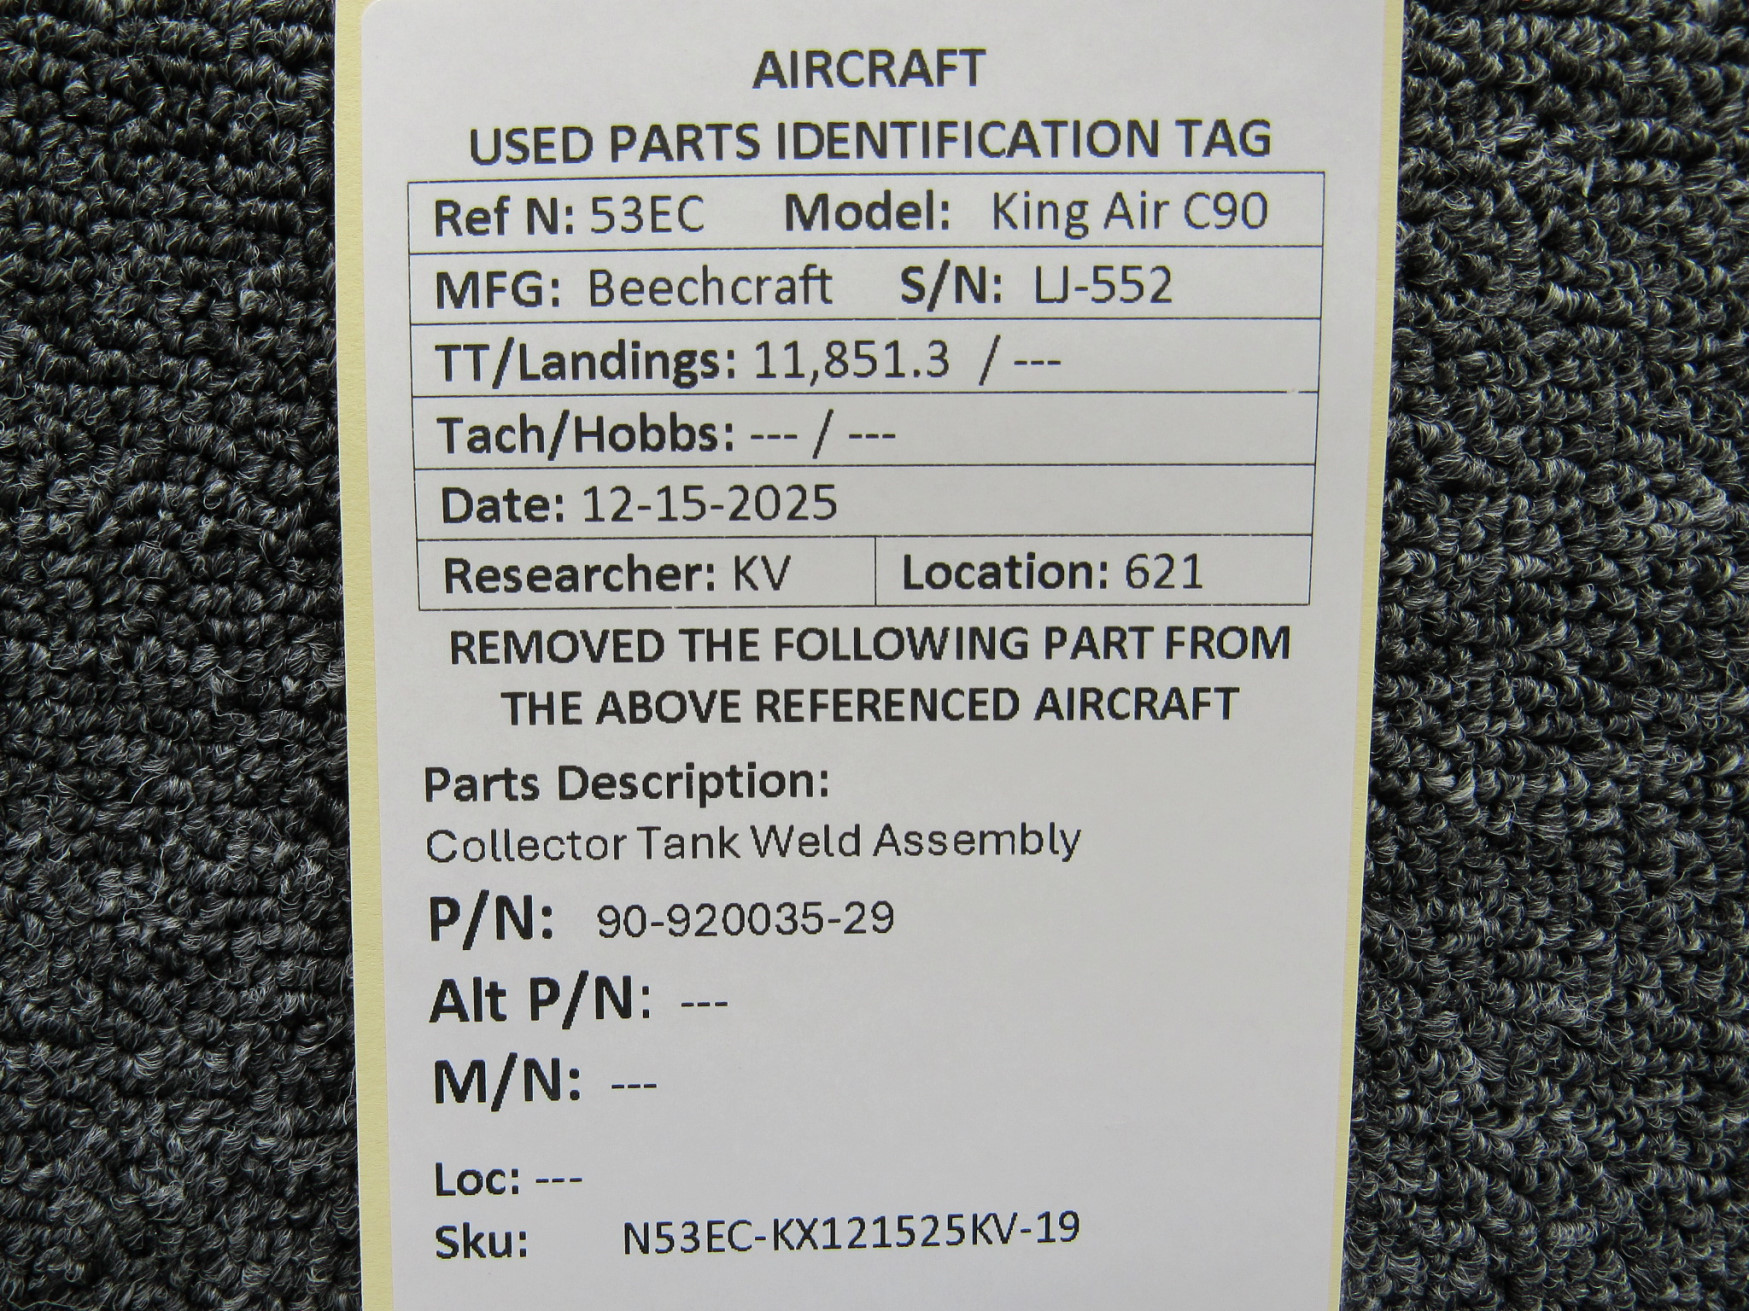 AIRCRAFT
USED PARTS IDENTIFICATION TAG
Ref N: 53EC Model: King Air C90
MFG: Beechcraft S/N: LJ-552
TT/Landings: 11,851.3 / ---
Tach/Hobbs: --- / ---
Date: 12-15-2025
Researcher: KV Location: 621
REMOVED THE FOLLOWING PART FROM
THE ABOVE REFERENCED AIRCRAFT
Parts Description:
Collector Tank Weld Assembly
P/N: 90-920035-29
Alt P/N: ---
M/N: ---
Loc: ---
Sku: N53EC-KX121525KV-19